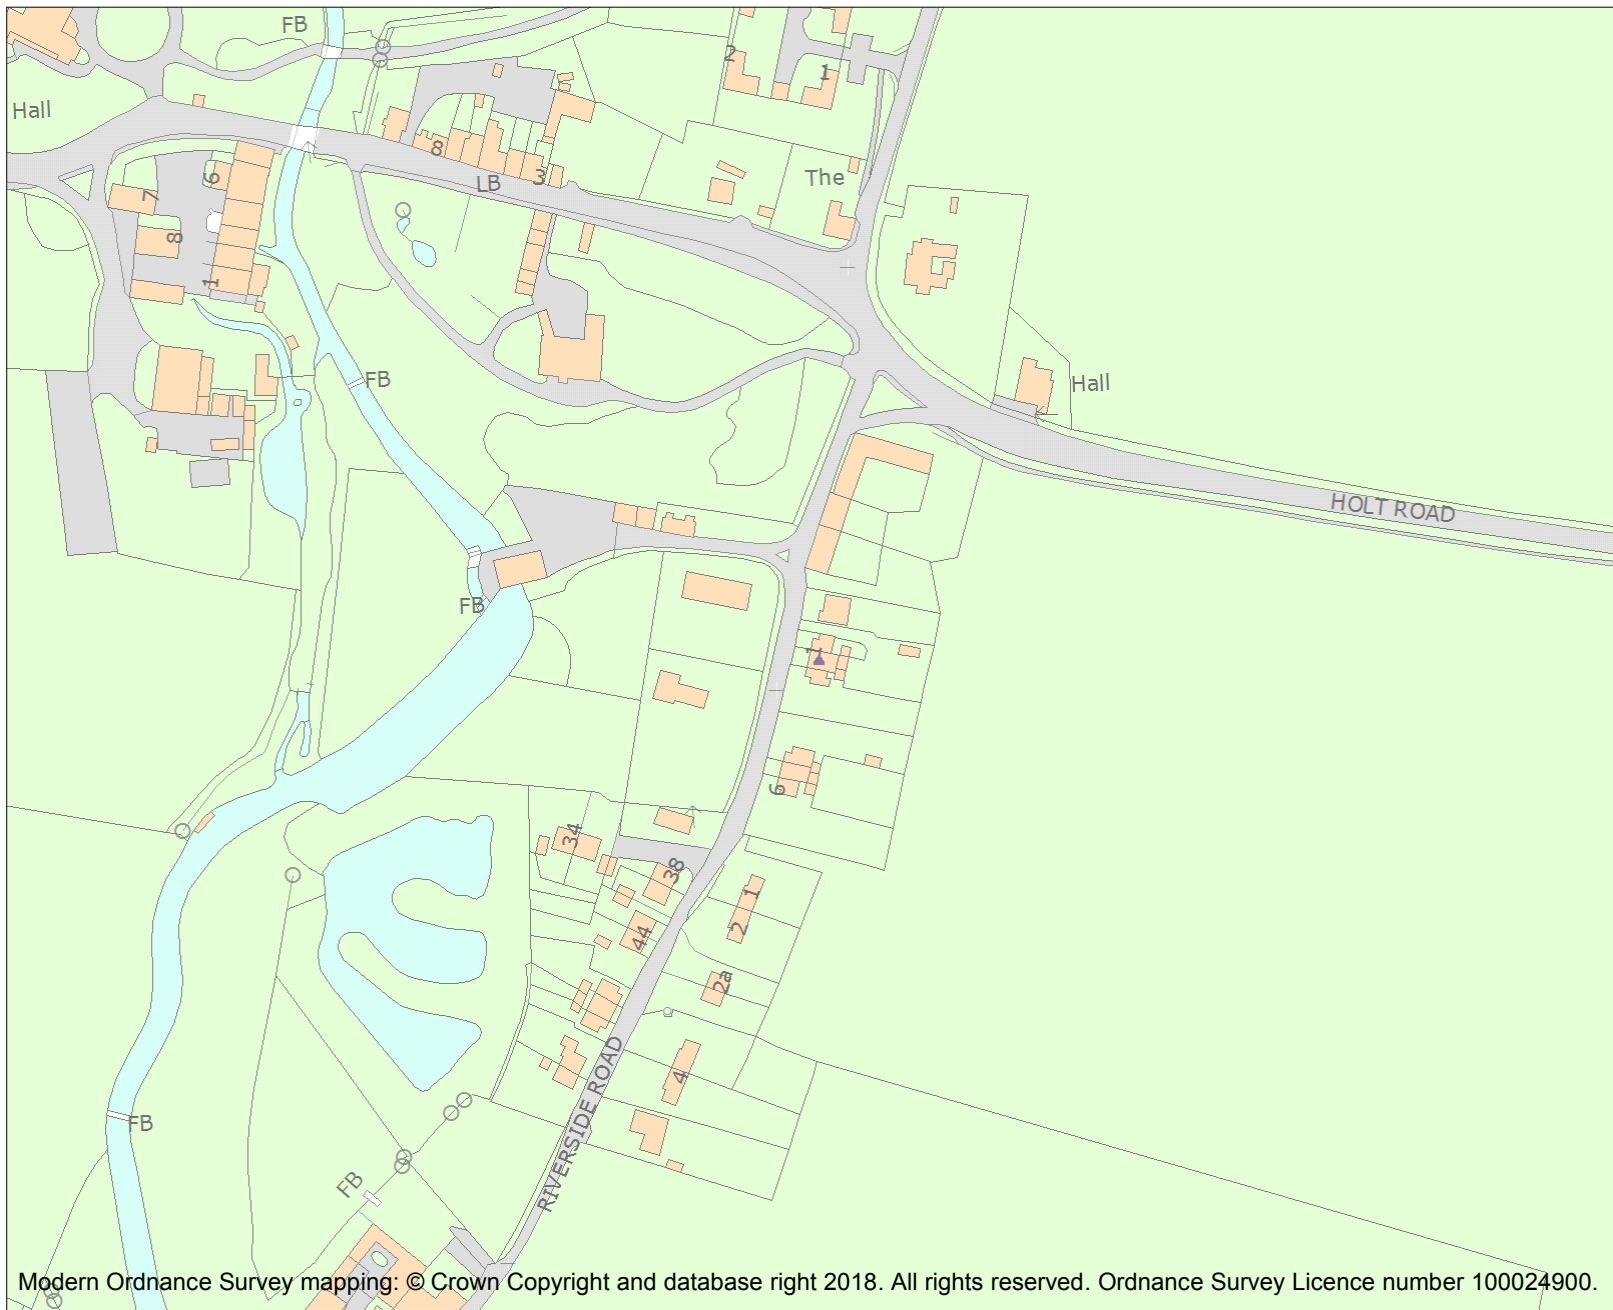 FB
2
1
Hall
8
LB
3
The
6
7
8
1
FB
Hall
HOLT ROAD
FB
7
6
34
38
44
1
2
2a
4
RIVERSIDE ROAD
FB
FB
Modern Ordnance Survey mapping: © Crown Copyright and database right 2018. All rights reserved. Ordnance Survey Licence number 100024900.